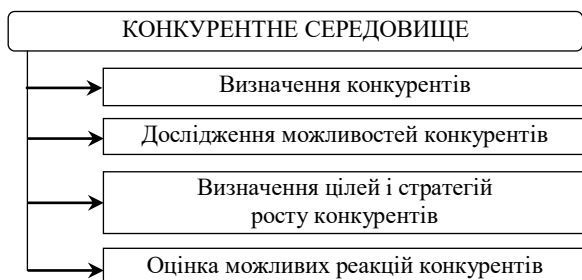 КОНКУРЕНТНЕ СЕРЕДОВИЩЕ
Визначення конкурентів
Дослідження можливостей конкурентів
Визначення цілей і стратегій
росту конкурентів
Оцінка можливих реакцій конкурентів